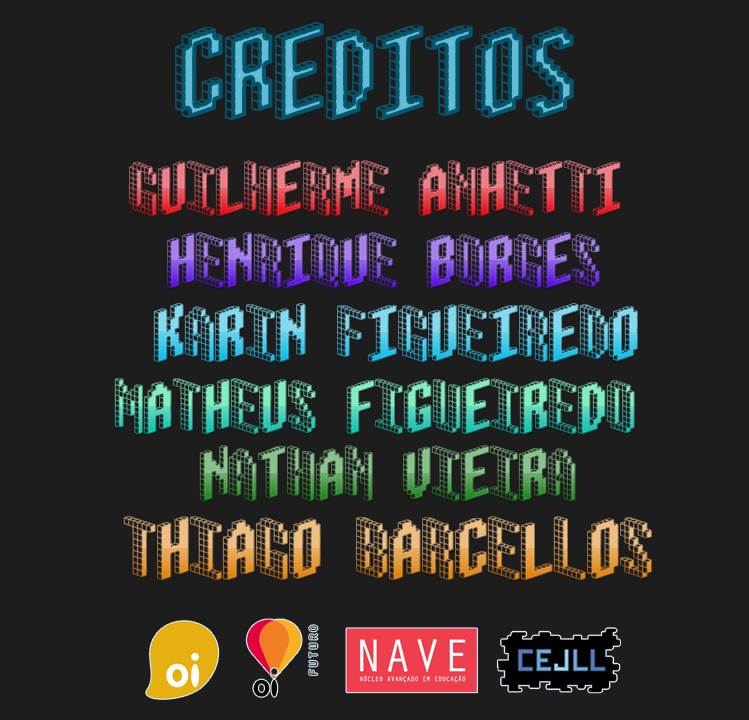 CREDITOS
GUILHERME ANHETTI
HENRIQUE BORGES
KARIN FIGUEIREDO
MATHEUS FIGUEIREDO
NATHAN VIEIRA
THIAGO BARCELLOS
oi
oi FUTURO
NAVE
NÚCLEO AVANÇADO EM EDUCAÇÃO
CEJLL